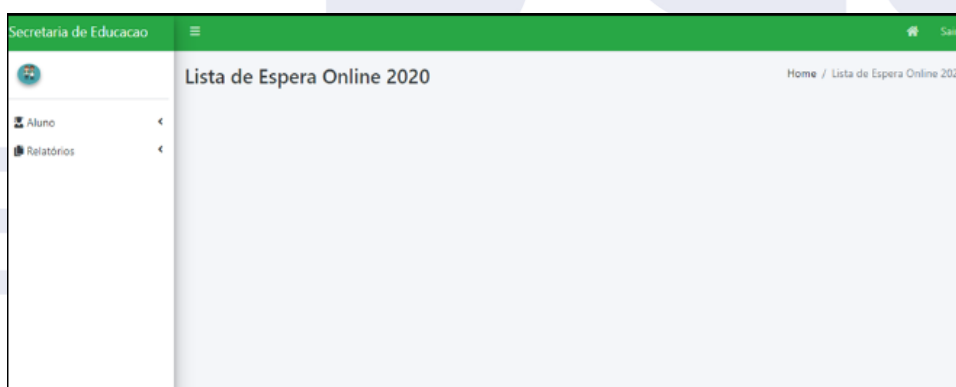 Secretaria de Educacao
Lista de Espera Online 2020
Home / Lista de Espera Online
Aluno
Relatórios